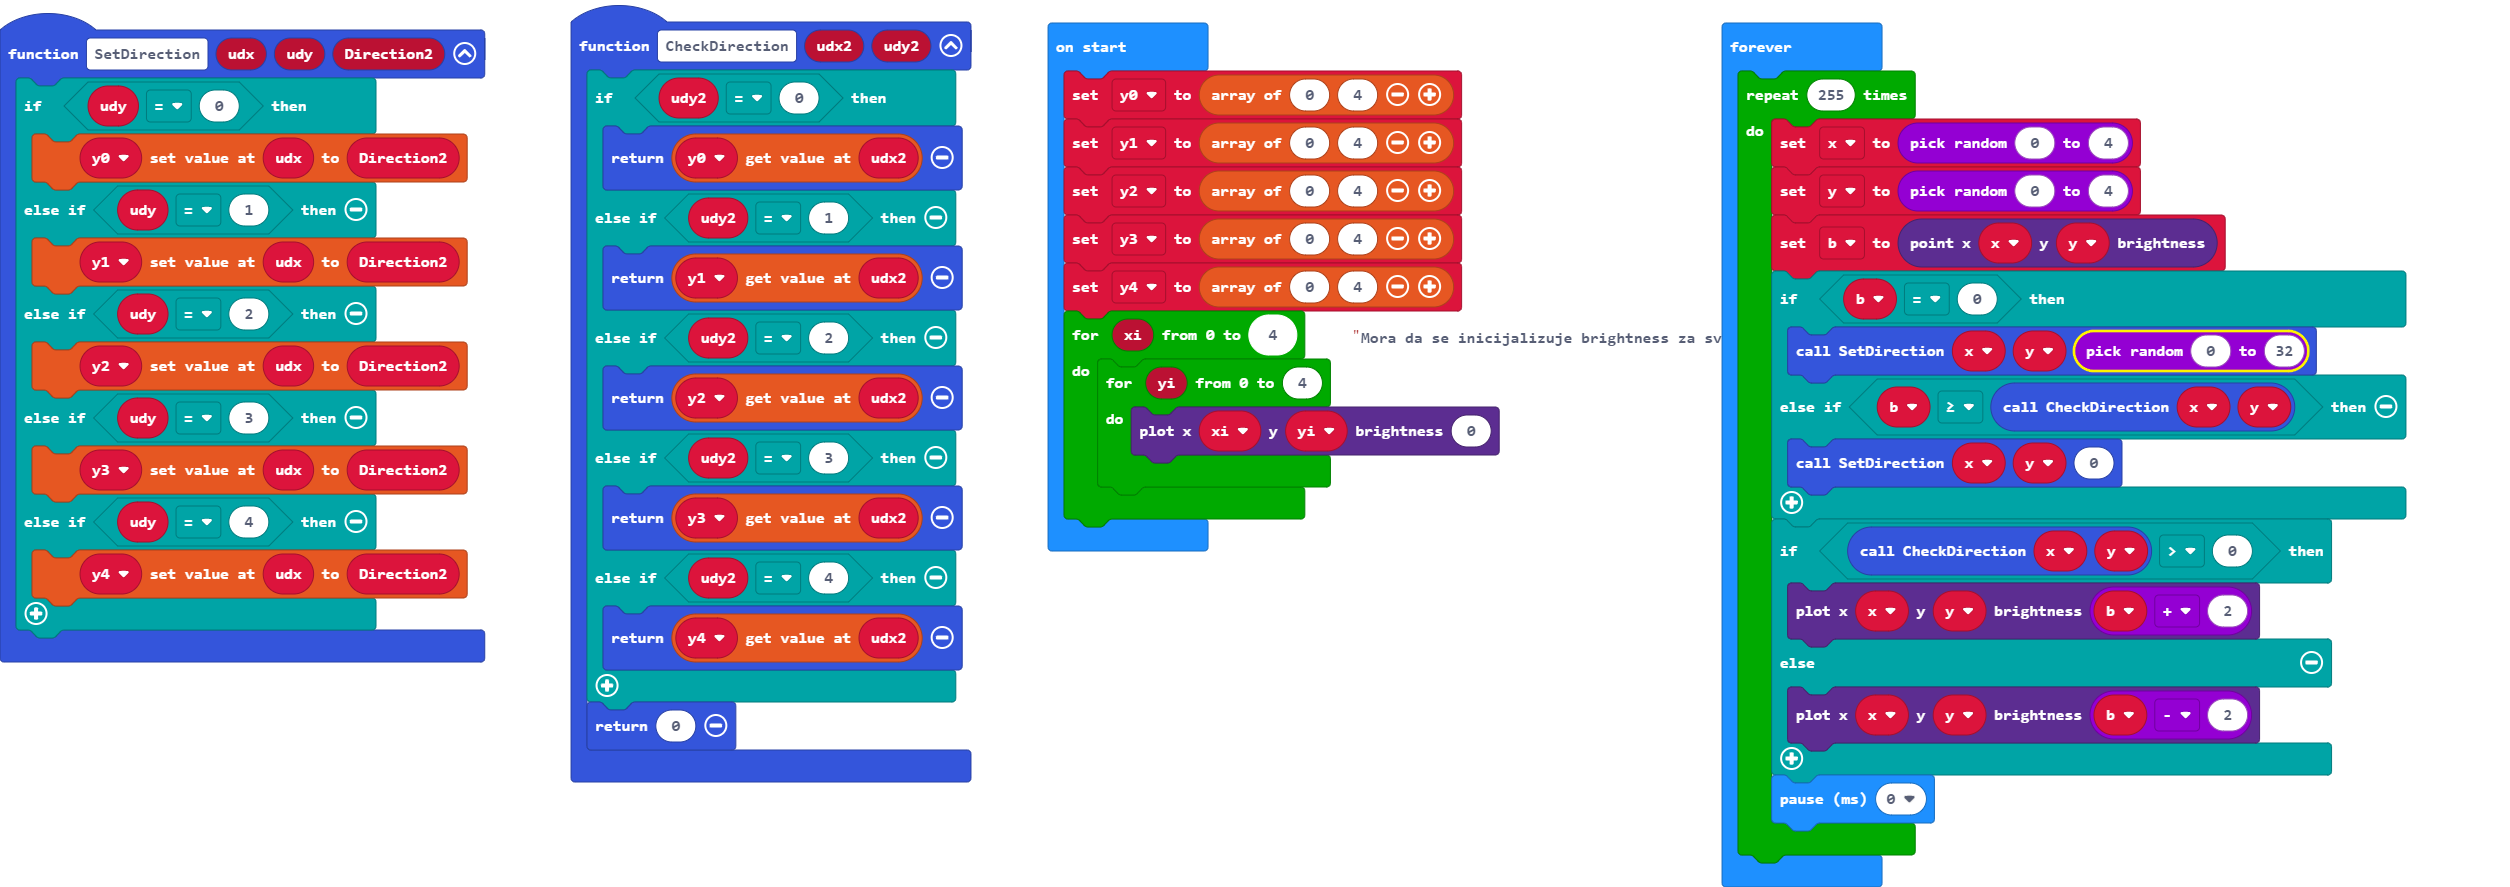 function SetDirection udx udy Direction2
if udy = 0 then
y0 set value at udx to Direction2
else if udy = 1 then
y1 set value at udx to Direction2
else if udy = 2 then
y2 set value at udx to Direction2
else if udy = 3 then
y3 set value at udx to Direction2
else if udy = 4 then
y4 set value at udx to Direction2
function CheckDirection udx2 udy2
if udy2 = 0 then
return y0 get value at udx2
else if udy2 = 1 then
return y1 get value at udx2
else if udy2 = 2 then
return y2 get value at udx2
else if udy2 = 3 then
return y3 get value at udx2
else if udy2 = 4 then
return y4 get value at udx2
return 0
on start
set y0 to array of 0 4
set y1 to array of 0 4
set y2 to array of 0 4
set y3 to array of 0 4
set y4 to array of 0 4
for xi from 0 to 4
do
for yi from 0 to 4
do
plot x xi y yi brightness 0
"Mora da se inicijalizuje brightness za sv
forever
repeat 255 times
do
set x to pick random 0 to 4
set y to pick random 0 to 4
set b to point x x y y brightness
if b = 0 then
call SetDirection x y pick random 0 to 32
else if b ≥ call CheckDirection x y then
call SetDirection x y 0
if call CheckDirection x y > 0 then
plot x x y y brightness b + 2
else
plot x x y y brightness b - 2
pause (ms) 0